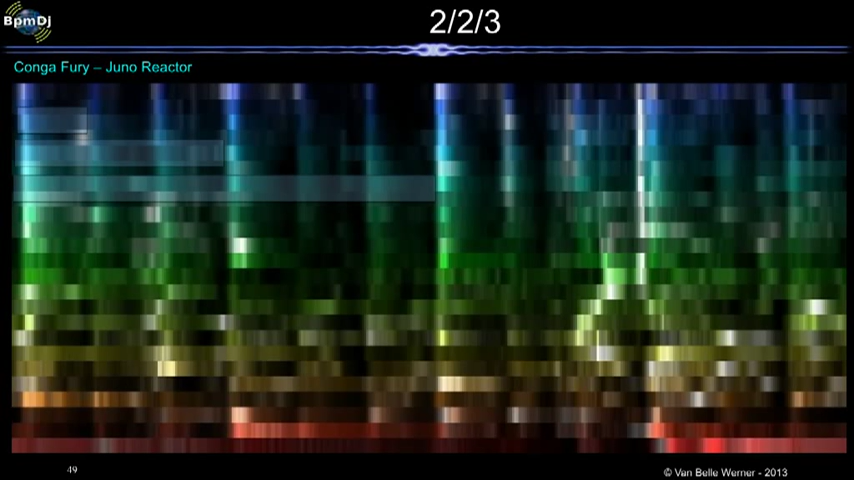 BpmDj
2/2/3
Conga Fury – Juno Reactor
49
© Van Belle Werner - 2013